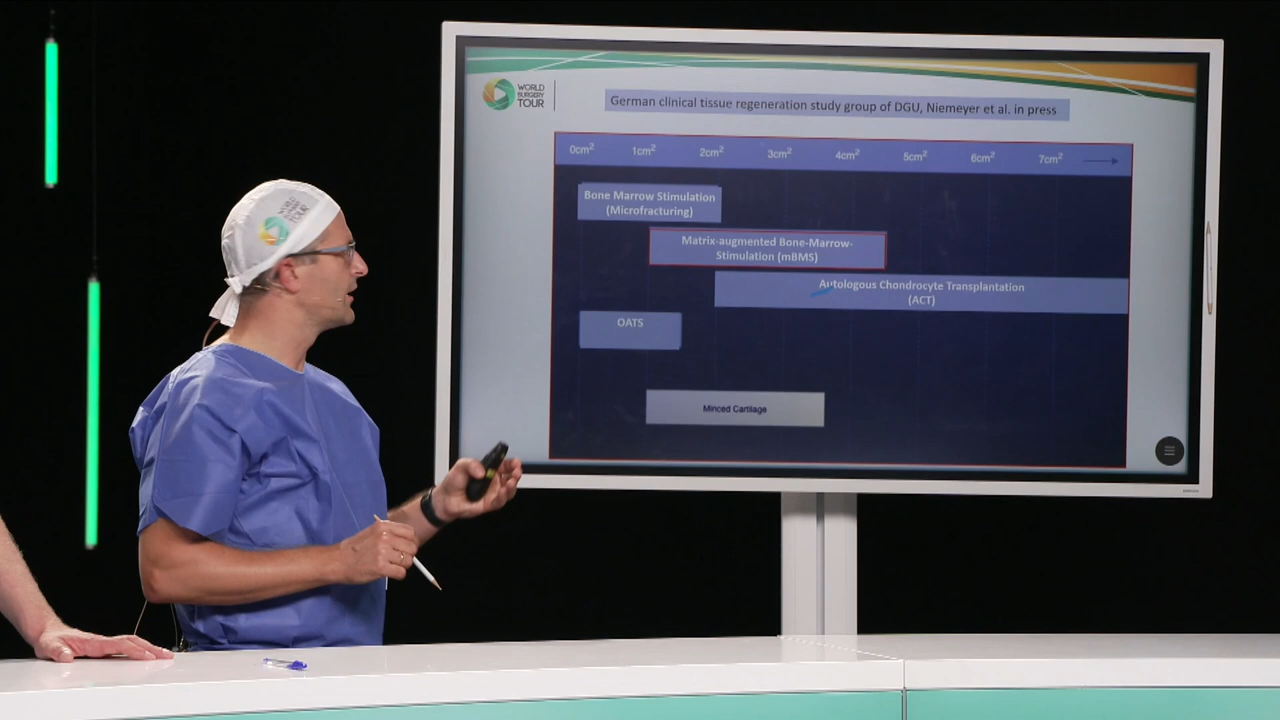 WORLD
SURGERY
TOUR
German clinical tissue regeneration study group of DGU, Niemeyer et al. in press
0cm² 1cm² 2cm² 3cm² 4cm² 5cm² 6cm² 7cm²
Bone Marrow Stimulation
(Microfracturing)
Matrix-augmented Bone-Marrow-
Stimulation (mBMS)
Autologous Chondrocyte Transplantation
(ACT)
OATS
Minced Cartilage